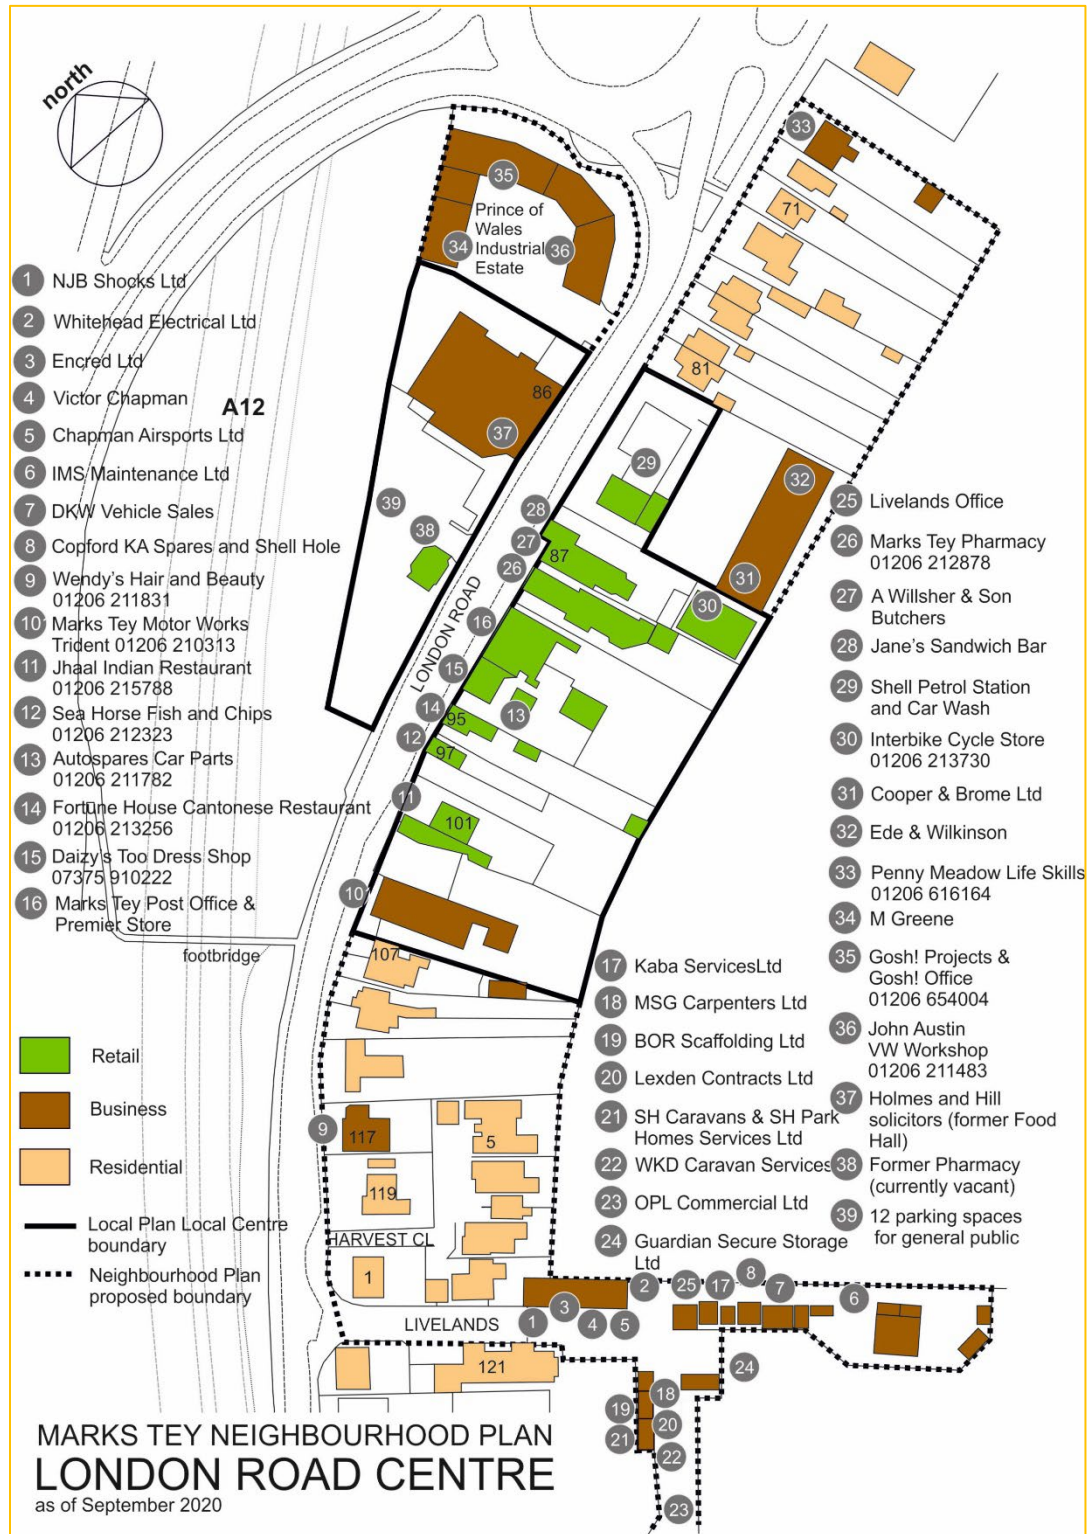 north
33
35
71
Prince of
Wales
Industrial
Estate
34
36
81
86
37
A12
1 NJB Shocks Ltd
2 Whitehead Electrical Ltd
3 Encred Ltd
4 Victor Chapman
5 Chapman Airsports Ltd
6 IMS Maintenance Ltd
7 DKW Vehicle Sales
8 Copford KA Spares and Shell Hole
9 Wendy's Hair and Beauty
01206 211831
10 Marks Tey Motor Works
Trident 01206 210313
11 Jhaal Indian Restaurant
01206 215788
12 Sea Horse Fish and Chips
01206 212323
13 Autospares Car Parts
01206 211782
14 Fortune House Cantonese Restaurant
01206 213256
15 Daizy's Too Dress Shop
07375 910222
16 Marks Tey Post Office &
Premier Store
39
38
29
32
28
27
87
26
31
30
16
LONDON ROAD
15
14
95
13
12
97
11
101
10
footbridge
107
25 Livelands Office
26 Marks Tey Pharmacy
01206 212878
27 A Willsher & Son
Butchers
28 Jane's Sandwich Bar
29 Shell Petrol Station
and Car Wash
30 Interbike Cycle Store
01206 213730
31 Cooper & Brome Ltd
32 Ede & Wilkinson
33 Penny Meadow Life Skills
01206 616164
34 M Greene
35 Gosh! Projects &
Gosh! Office
01206 654004
36 John Austin
VW Workshop
01206 211483
37 Holmes and Hill
solicitors (former Food
Hall)
38 Former Pharmacy
(currently vacant)
39 12 parking spaces
for general public
17 Kaba ServicesLtd
18 MSG Carpenters Ltd
19 BOR Scaffolding Ltd
20 Lexden Contracts Ltd
21 SH Caravans & SH Park
Homes Services Ltd
22 WKD Caravan Services
23 OPL Commercial Ltd
24 Guardian Secure Storage
Ltd
Retail
Business
Residential
Local Plan Local Centre
boundary
Neighbourhood Plan
proposed boundary
9
117
5
119
HARVEST CL
1
LIVELANDS
1
3
4
5
2
25
17
8
7
6
121
24
18
19
20
21
22
23
MARKS TEY NEIGHBOURHOOD PLAN
LONDON ROAD CENTRE
as of September 2020